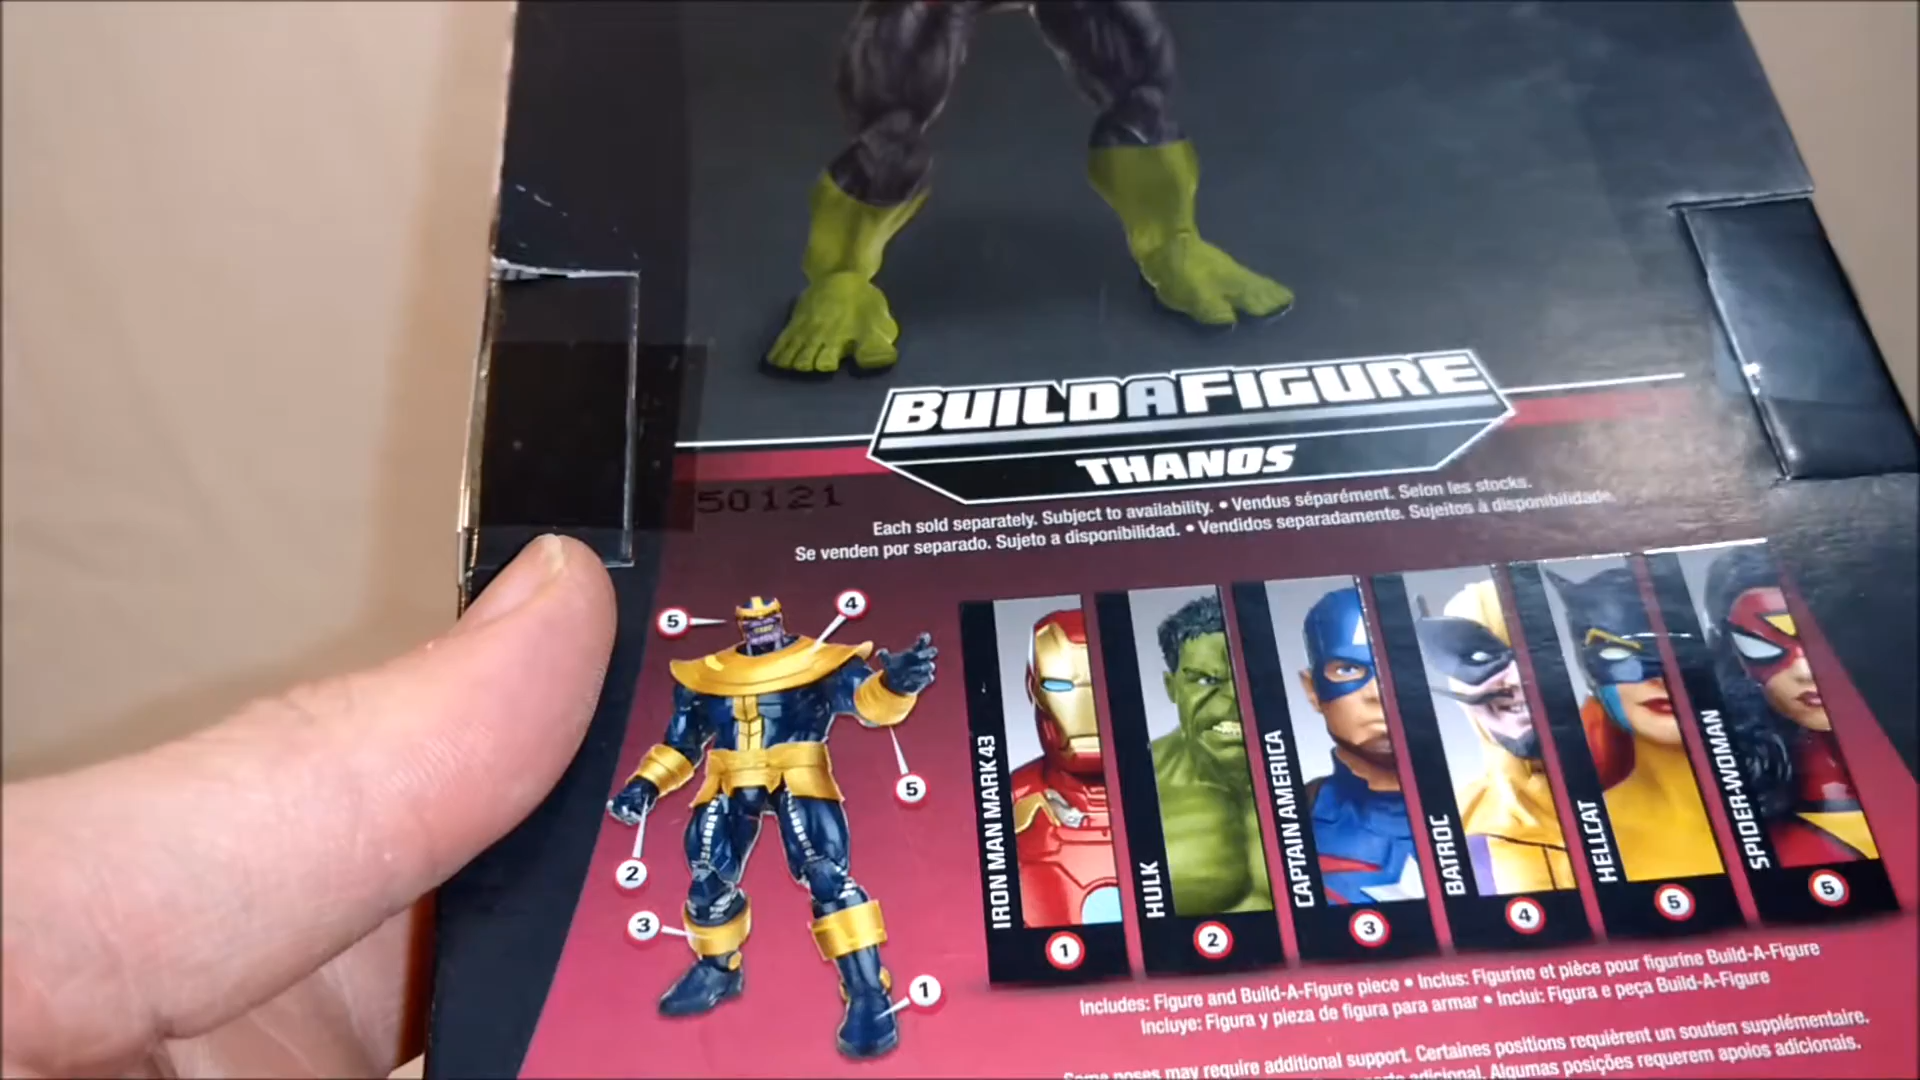 BUILD A FIGURE
THANOS
50121
Each sold separately. Subject to availability. • Vendus séparément. Selon les stocks.
Se venden por separado. Sujeto a disponibilidad. • Vendidos separadamente. Sujeitos à disponibilidade.
5
4
5
2
3
1
IRON MAN MARK 43
1
HULK
2
CAPTAIN AMERICA
3
BATROC
4
HELLCAT
5
SPIDER-WOMAN
5
Includes: Figure and Build-A-Figure piece • Inclus: Figurine et pièce pour figurine Build-A-Figure
Incluye: Figura y pieza de figura para armar • Inclui: Figura e peça Build-A-Figure
Some poses may require additional support. Certaines positions requièrent un soutien supplémentaire.
adicional. Algumas posições requerem apoios adicionais.